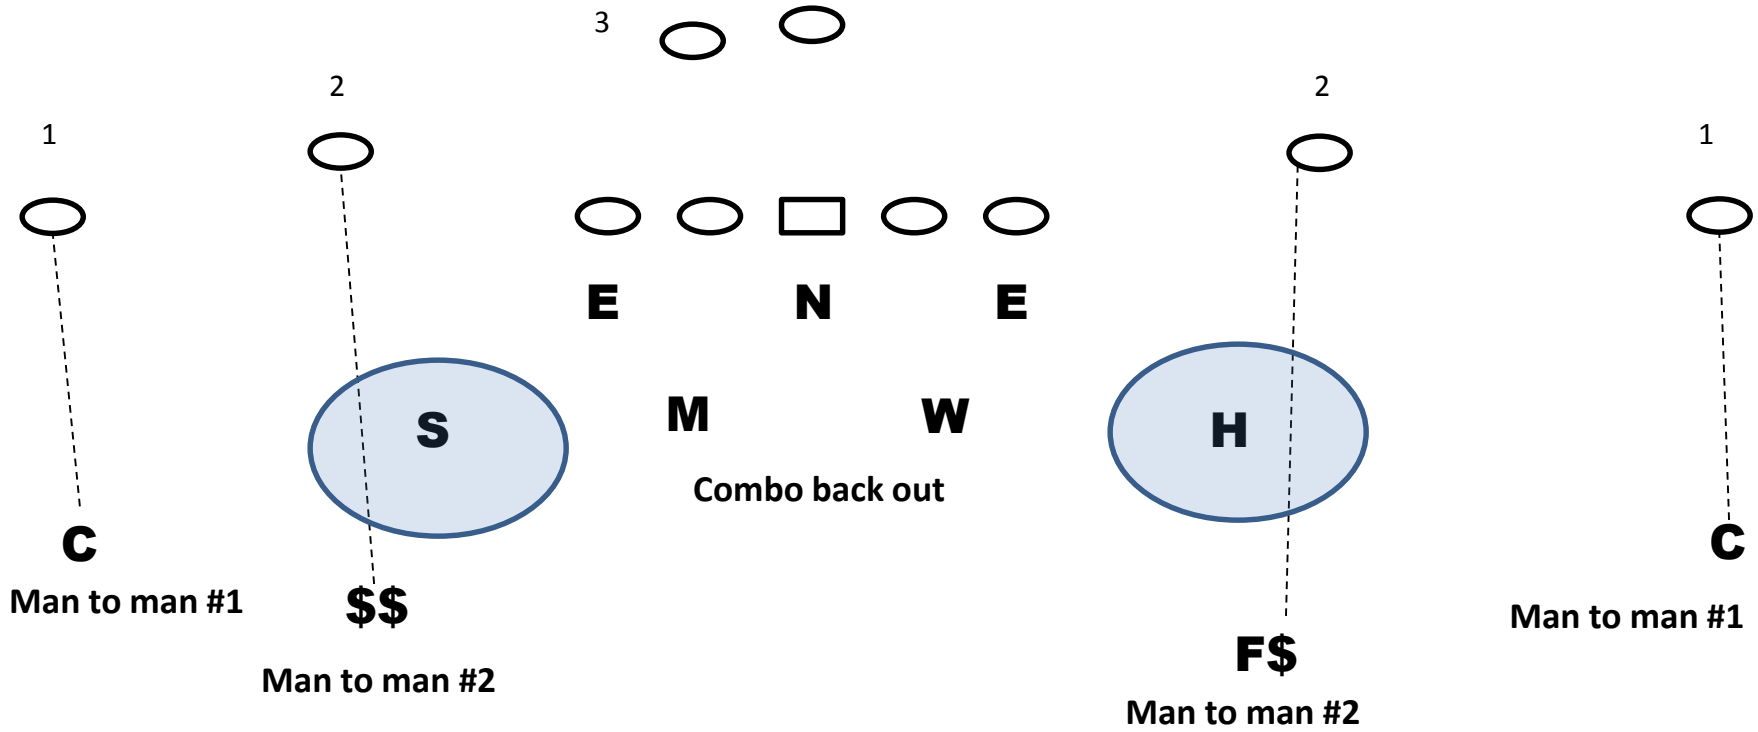 3
2
2
1
1
E N E
S M W H
Combo back out
C
C
Man to man #1
$$
Man to man #1
F$
Man to man #2
Man to man #2